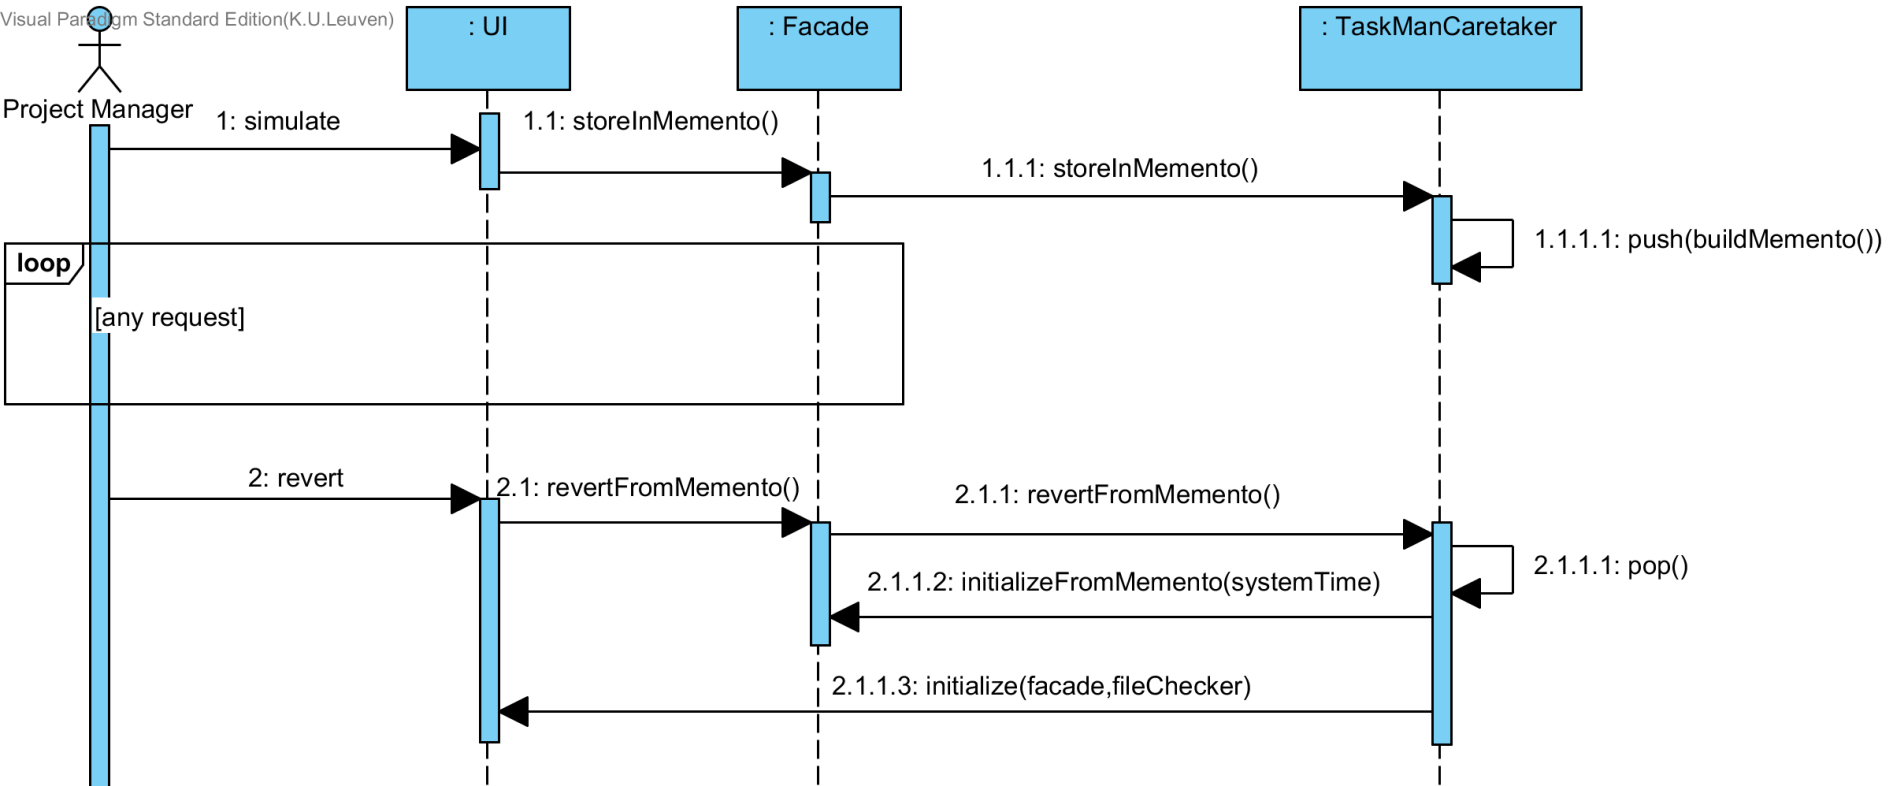 Visual Paradigm Standard Edition(K.U.Leuven)
: UI
: Facade
: TaskManCaretaker
Project Manager
1: simulate
1.1: storeInMemento()
1.1.1: storeInMemento()
1.1.1.1: push(buildMemento())
loop
[any request]
2: revert
2.1: revertFromMemento()
2.1.1: revertFromMemento()
2.1.1.1: pop()
2.1.1.2: initializeFromMemento(systemTime)
2.1.1.3: initialize(facade,fileChecker)